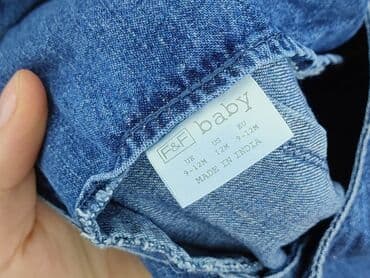 F&F baby
UK US EU
9-12M 12M 9-12M
MADE IN INDIA